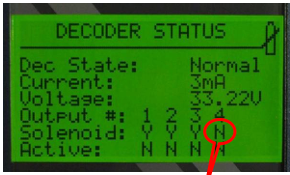 DECODER STATUS
Dec State: Normal
Current: 3mA
Voltage: 33.22V
Output #: 1 2 3 4
Solenoid: Y Y Y N
Active: N N N N